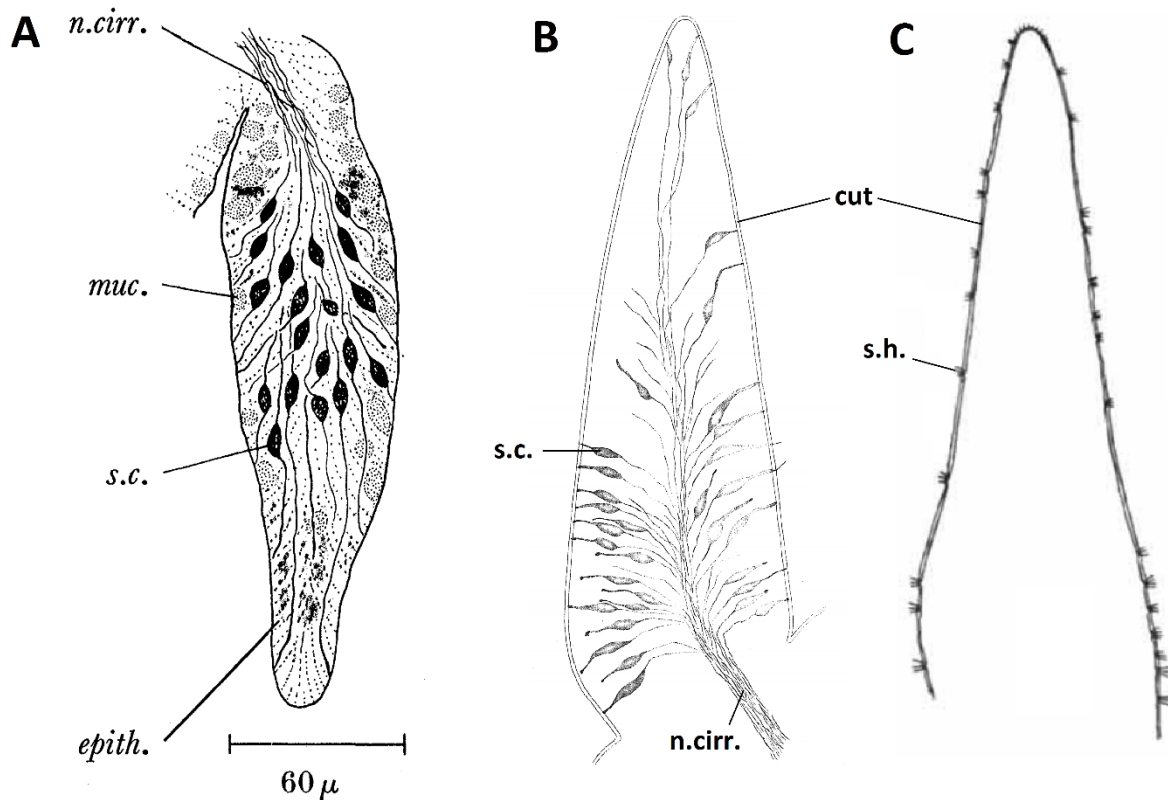 A
n.cirr.
muc.
s.c.
epith.
60 μ
B
cut
s.c.
n.cirr.
C
s.h.